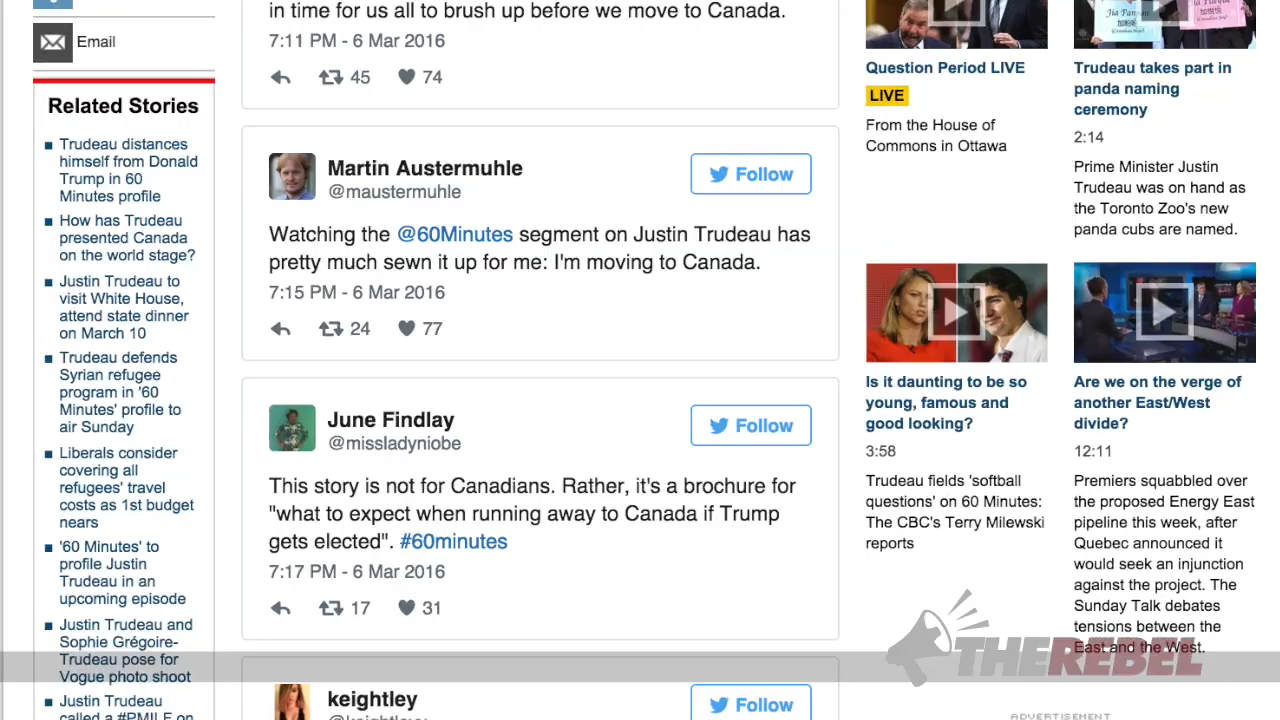 Email
Related Stories
Trudeau distances
himself from Donald
Trump in 60
Minutes profile
How has Trudeau
presented Canada
on the world stage?
Justin Trudeau to
visit White House,
attend state dinner
on March 10
Trudeau defends
Syrian refugee
program in '60
Minutes' profile to
air Sunday
Liberals consider
covering all
refugees' travel
costs as 1st budget
nears
'60 Minutes' to
profile Justin
Trudeau in an
upcoming episode
Justin Trudeau and
Sophie Grégoire-
Trudeau pose for
Vogue photo shoot
Justin Trudeau
called a #PMILF on
in time for us all to brush up before we move to Canada.
7:11 PM - 6 Mar 2016
45 74
Martin Austermuhle
@maustermuhle
Follow
Watching the @60Minutes segment on Justin Trudeau has
pretty much sewn it up for me: I'm moving to Canada.
7:15 PM - 6 Mar 2016
24 77
June Findlay
@missladyniobe
Follow
This story is not for Canadians. Rather, it's a brochure for
"what to expect when running away to Canada if Trump
gets elected". #60minutes
7:17 PM - 6 Mar 2016
17 31
keightley
Follow
Question Period LIVE
LIVE
From the House of
Commons in Ottawa
Jia Pan
Trudeau takes part in
panda naming
ceremony
2:14
Prime Minister Justin
Trudeau was on hand as
the Toronto Zoo's new
panda cubs are named.
Is it daunting to be so
young, famous and
good looking?
3:58
Trudeau fields 'softball
questions' on 60 Minutes:
The CBC's Terry Milewski
reports
Are we on the verge of
another East/West
divide?
12:11
Premiers squabbled over
the proposed Energy East
pipeline this week, after
Quebec announced it
would seek an injunction
against the project. The
Sunday Talk debates
tensions between the
East and the West.
THEREBEL
ADVERTISEMENT